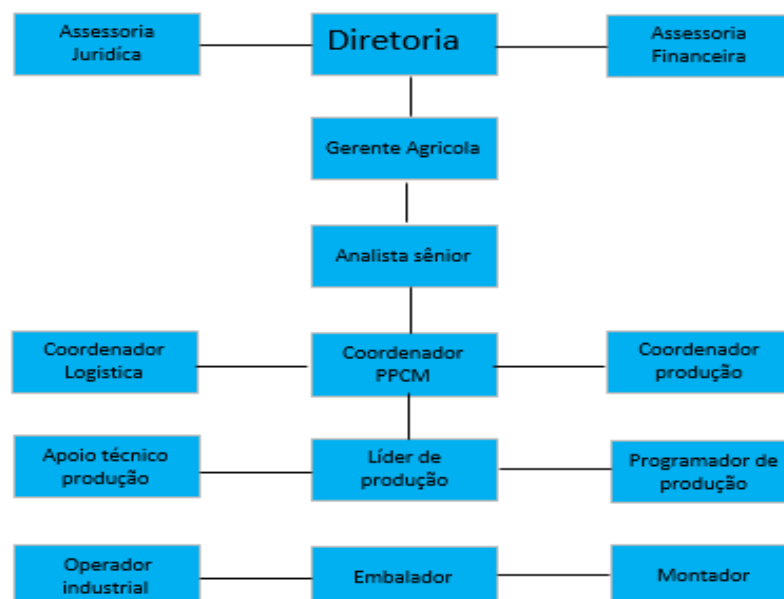 Assessoria
Juridíca
Diretoria
Assessoria
Financeira
Gerente Agricola
Analista sênior
Coordenador
Logistica
Coordenador
PPCM
Coordenador
produção
Apoio técnico
produção
Líder de
produção
Programador de
produção
Operador
industrial
Embalador
Montador